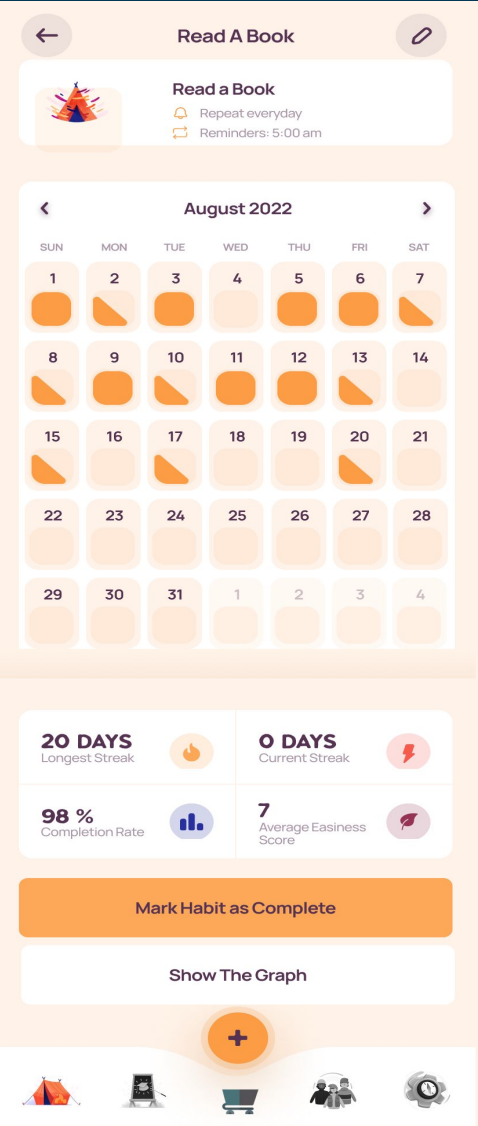 Read A Book
Read a Book
Repeat everyday
Reminders: 5:00 am
August 2022
SUN MON TUE WED THU FRI SAT
1 2 3 4 5 6 7
8 9 10 11 12 13 14
15 16 17 18 19 20 21
22 23 24 25 26 27 28
29 30 31 1 2 3 4
20 DAYS
Longest Streak
0 DAYS
Current Streak
98 %
Completion Rate
7
Average Easiness
Score
Mark Habit as Complete
Show The Graph